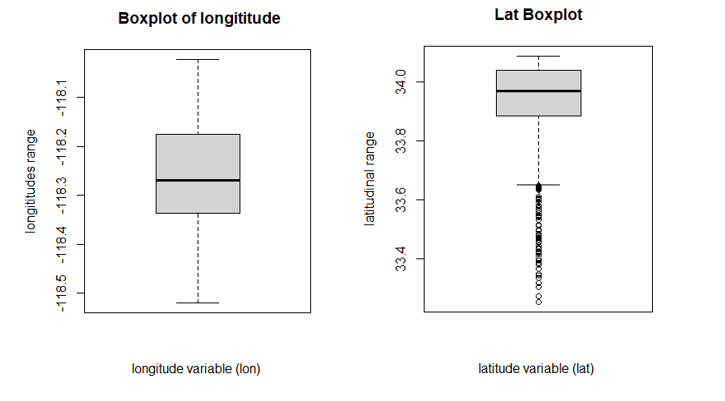 Boxplot of longititude
longititudes range
-118.1
-118.2
-118.3
-118.4
-118.5
longitude variable (lon)
Lat Boxplot
latitudinal range
34.0
33.8
33.6
33.4
latitude variable (lat)